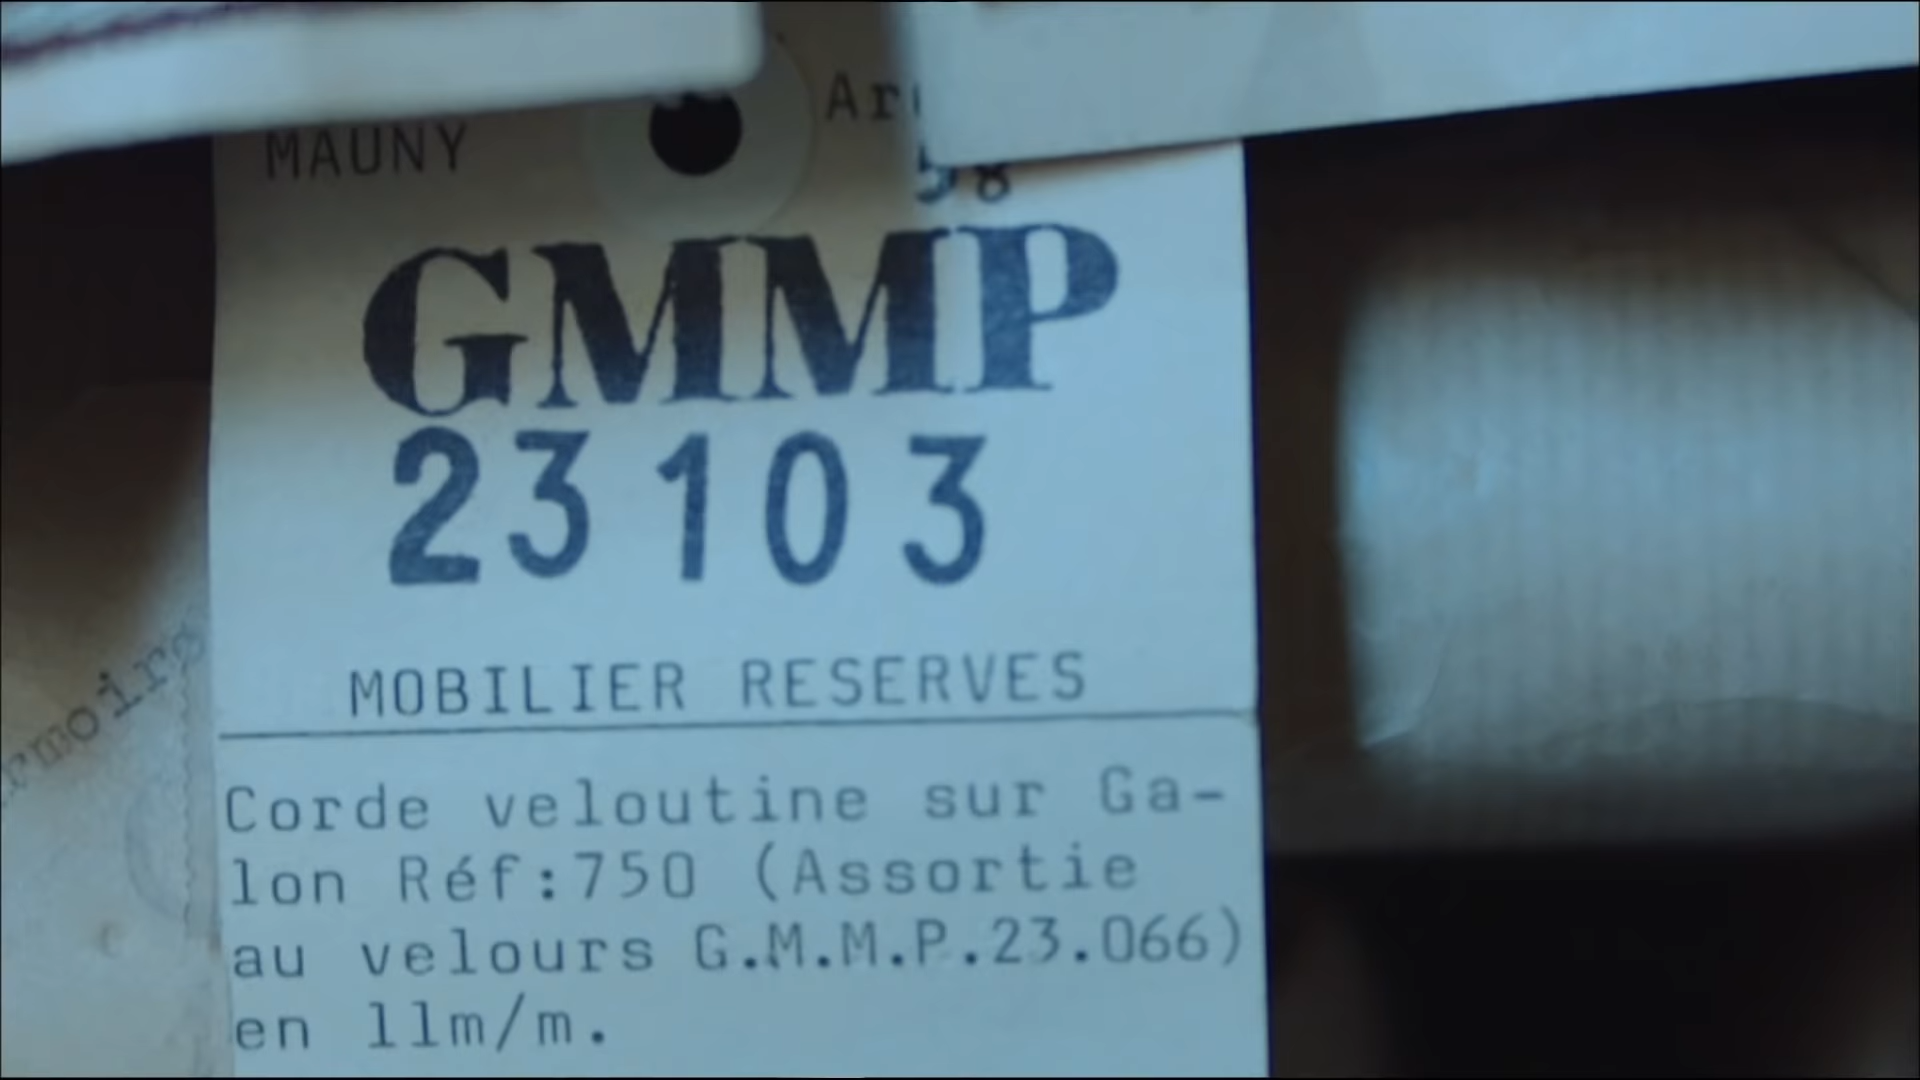 MAUNY
58
GMMP
23103
MOBILIER RESERVES
Corde veloutine sur Ga-
lon Réf:750 (Assortie
au velours G.M.M.P.23.066)
en 11m/m.